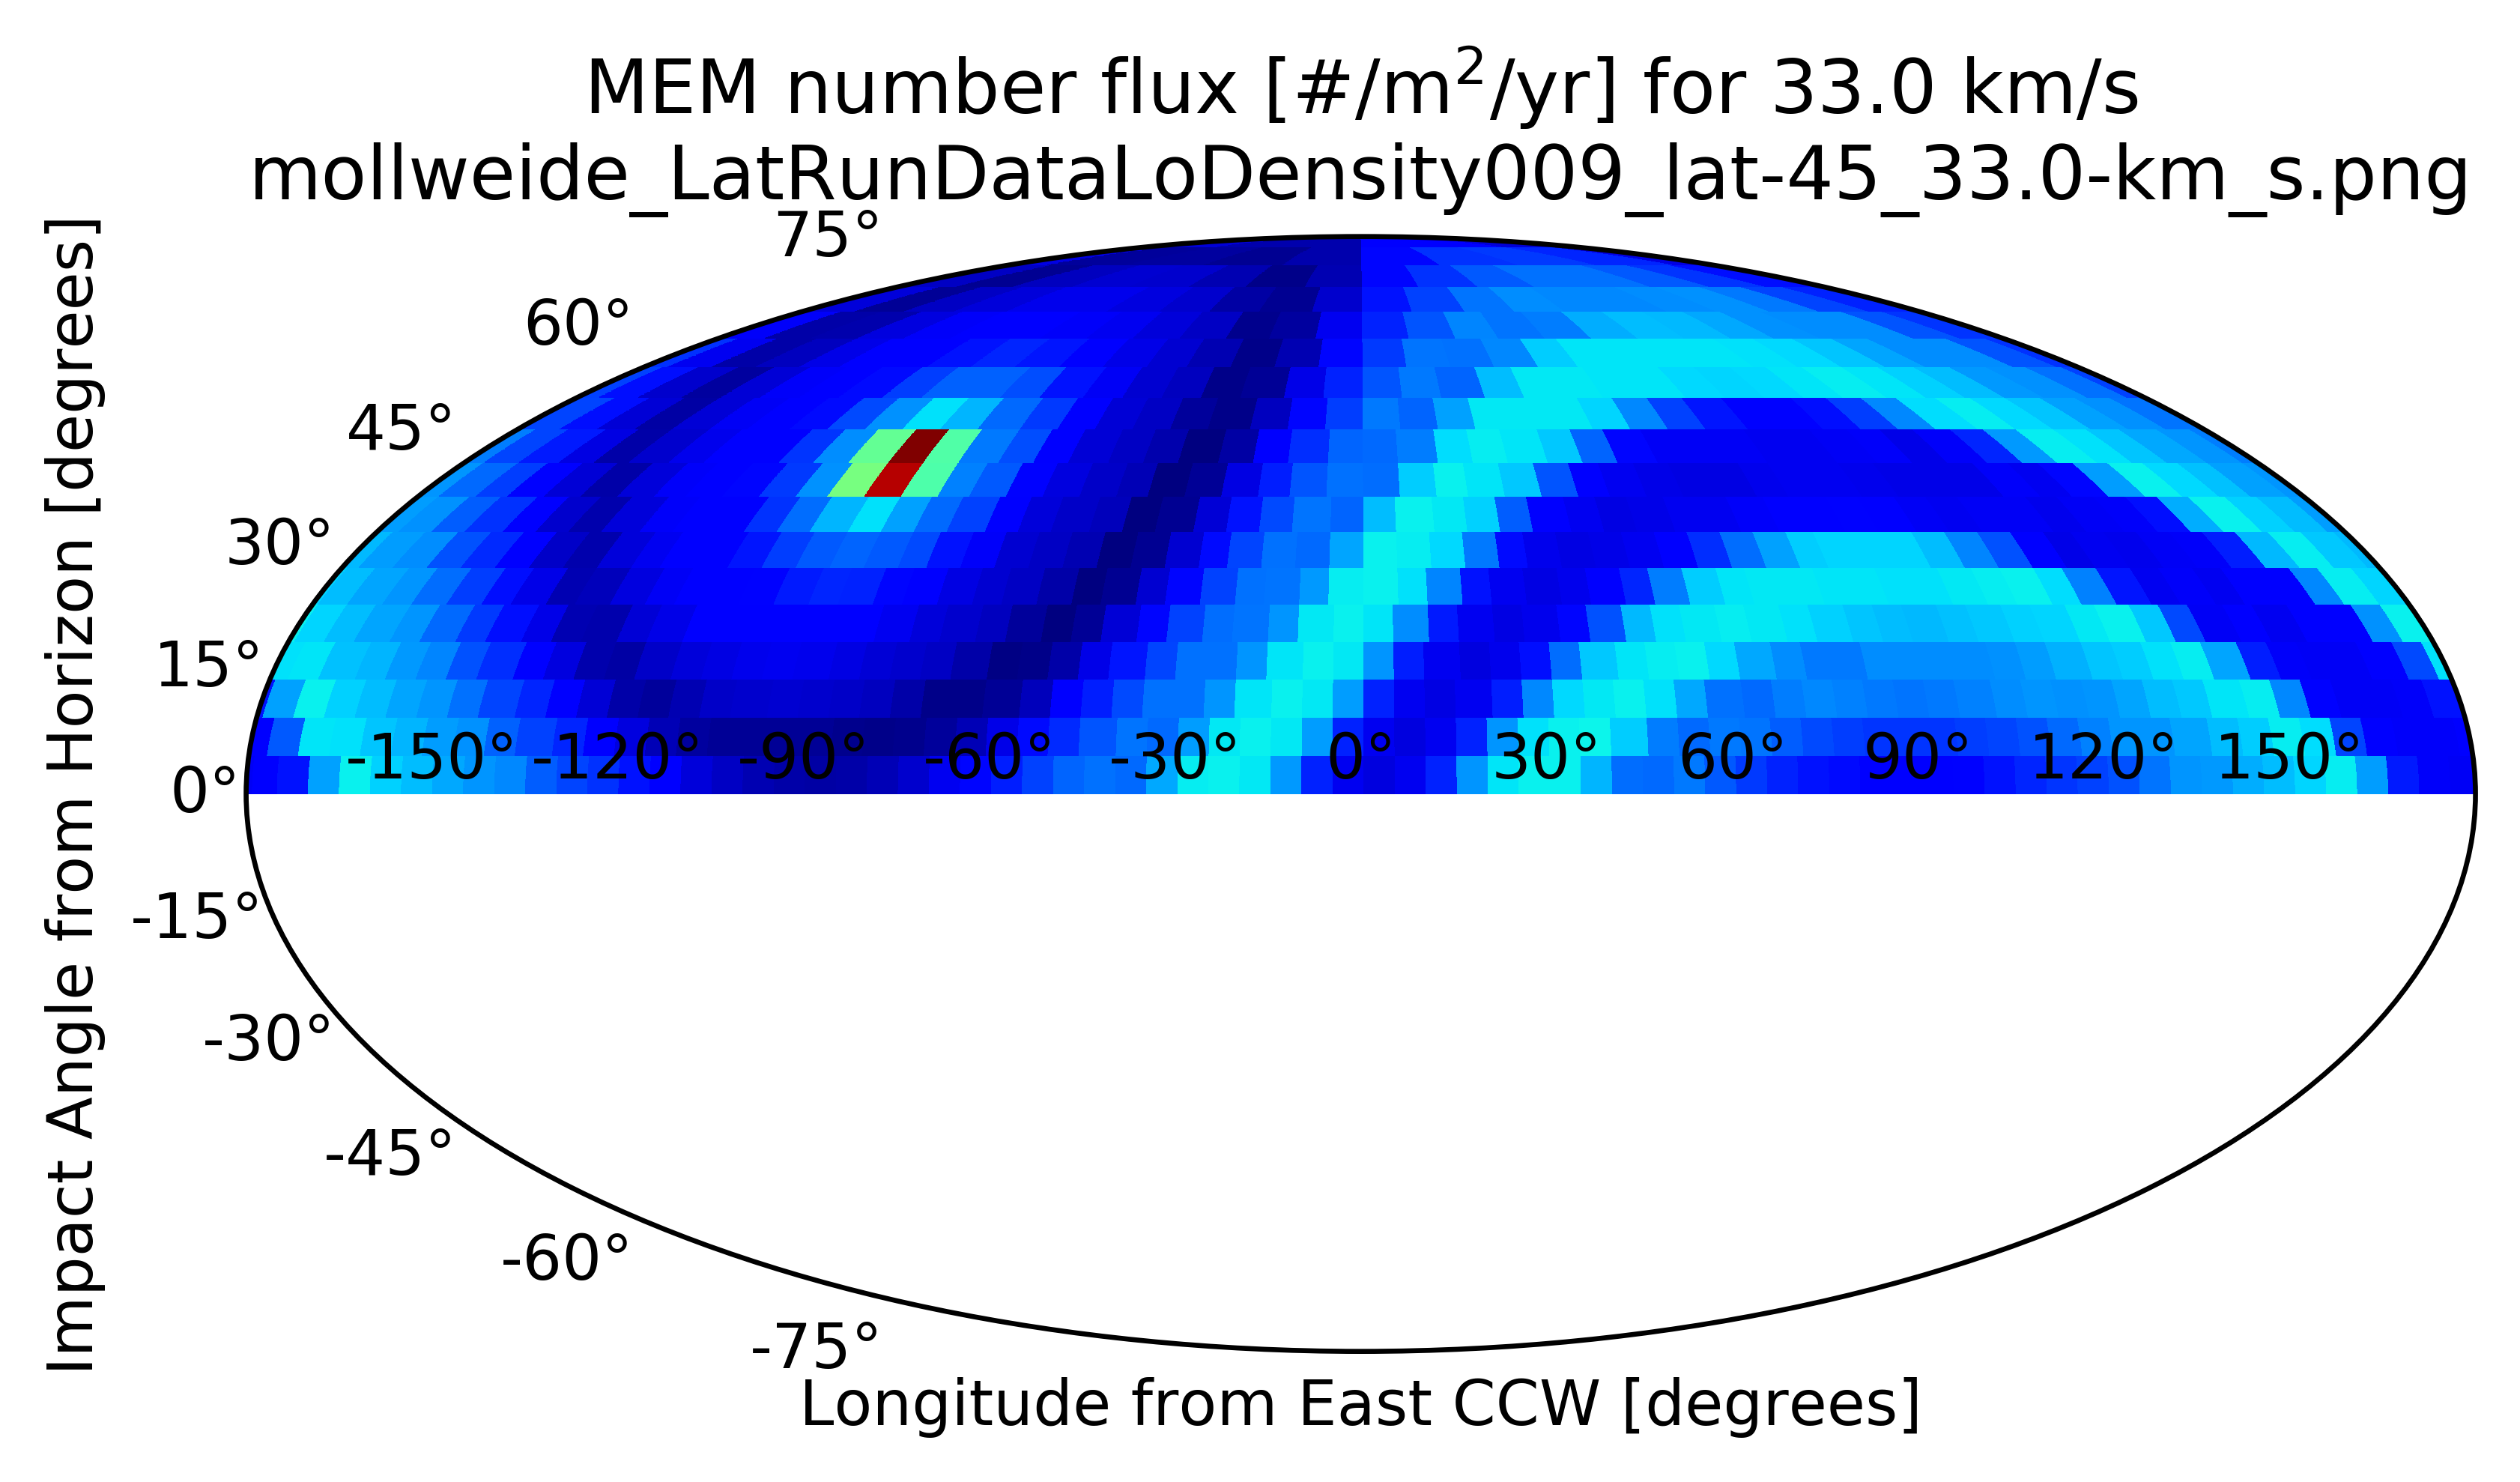 MEM number flux [#/m²/yr] for 33.0 km/s
mollweide_LatRunDataLoDensity009_lat-45_33.0-km_s.png
75°
60°
45°
30°
15°
0°
-15°
-30°
-45°
-60°
-75°
Impact Angle from Horizon [degrees]
-150° -120° -90° -60° -30° 0° 30° 60° 90° 120° 150°
Longitude from East CCW [degrees]